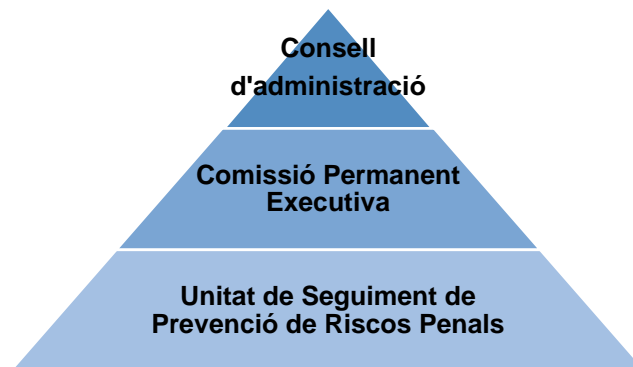 Consell
d'administració
Comissió Permanent
Executiva
Unitat de Seguiment de
Prevenció de Riscos Penals